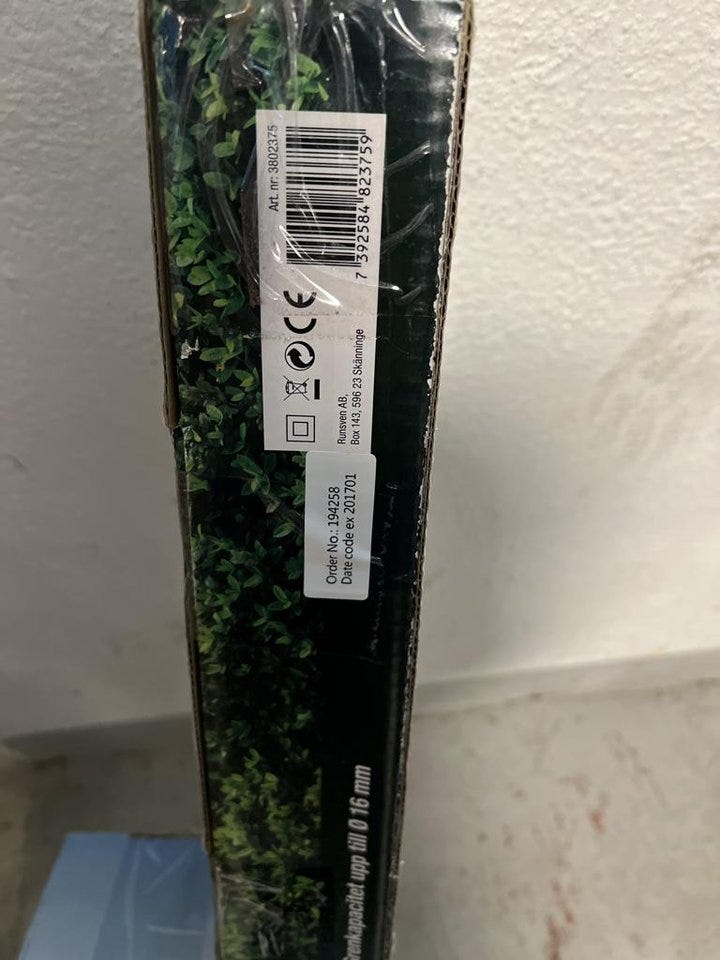 Art. nr: 3802375
7 392584 823759
CE
Runsven AB,
Box 143, 596 23 Skänninge
Order No.: 194258
Date code ex 201701
upp till Ø 16 mm